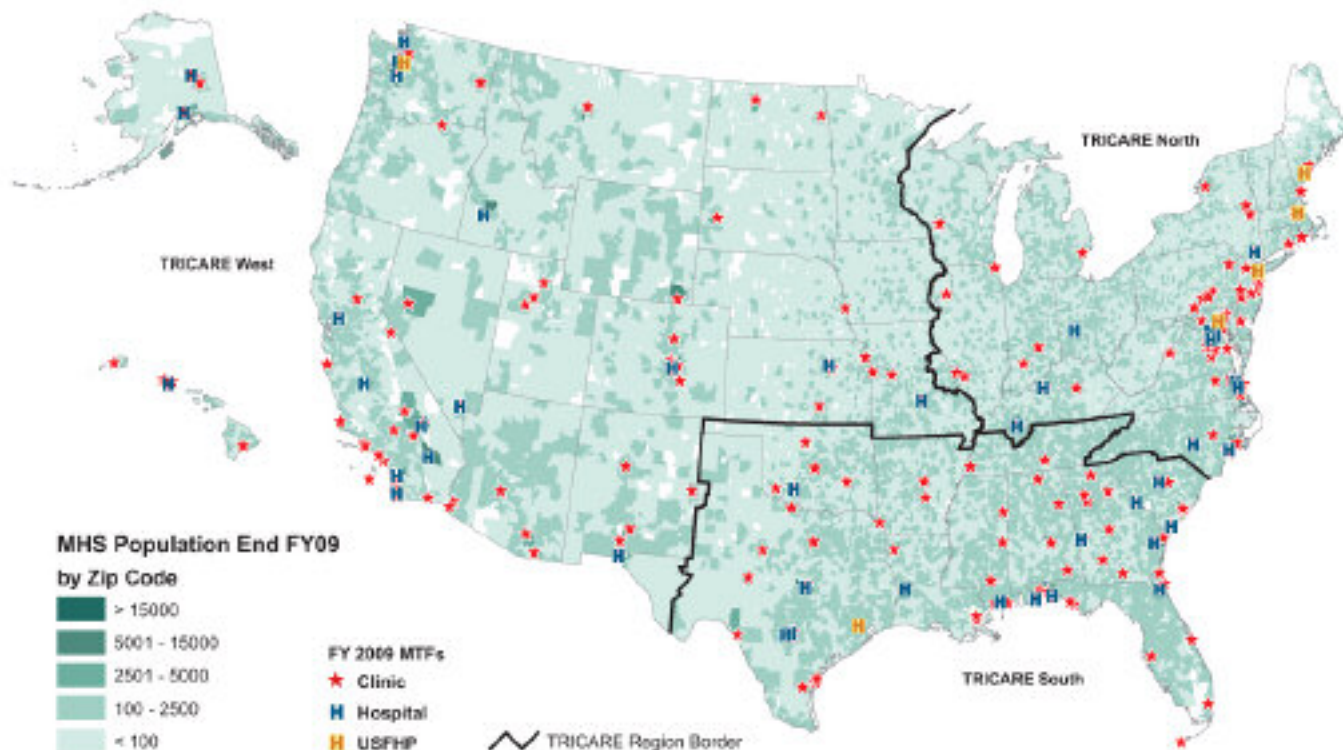 TRICARE North
TRICARE West
MHS Population End FY09
by Zip Code
> 15000
5001 - 15000
2501 - 5000
100 - 2500
< 100
FY 2009 MTFs
Clinic
H Hospital
H USFHP
TRICARE Region Border
TRICARE South